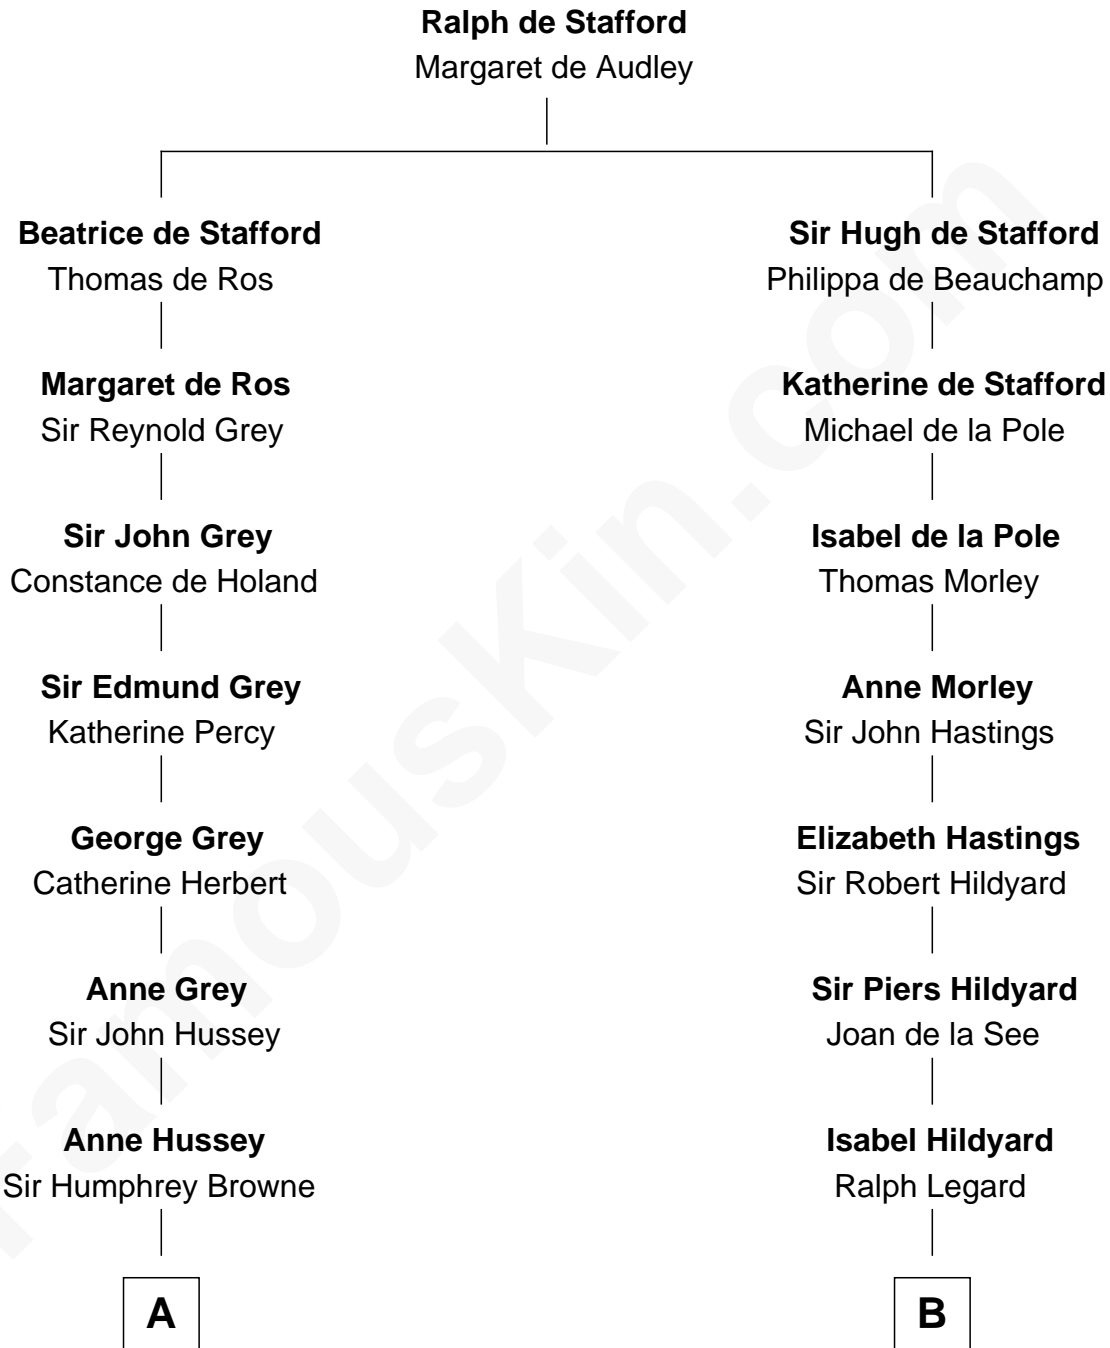 Ralph de Stafford
Margaret de Audley
Beatrice de Stafford
Thomas de Ros
Sir Hugh de Stafford
Philippa de Beauchamp
Margaret de Ros
Sir Reynold Grey
Katherine de Stafford
Michael de la Pole
Sir John Grey
Constance de Holand
Isabel de la Pole
Thomas Morley
Sir Edmund Grey
Katherine Percy
Anne Morley
Sir John Hastings
George Grey
Catherine Herbert
Elizabeth Hastings
Sir Robert Hildyard
Anne Grey
Sir John Hussey
Sir Piers Hildyard
Joan de la See
Anne Hussey
Sir Humphrey Browne
Isabel Hildyard
Ralph Legard
A
B
FamousKin.com